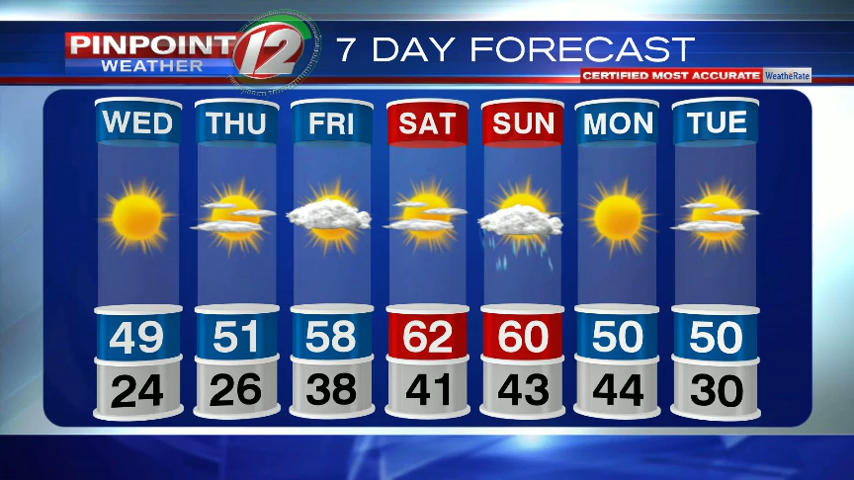 PINPOINT 12
WEATHER
7 DAY FORECAST
CERTIFIED MOST ACCURATE WeatheRate
WED THU FRI SAT SUN MON TUE
49 51 58 62 60 50 50
24 26 38 41 43 44 30